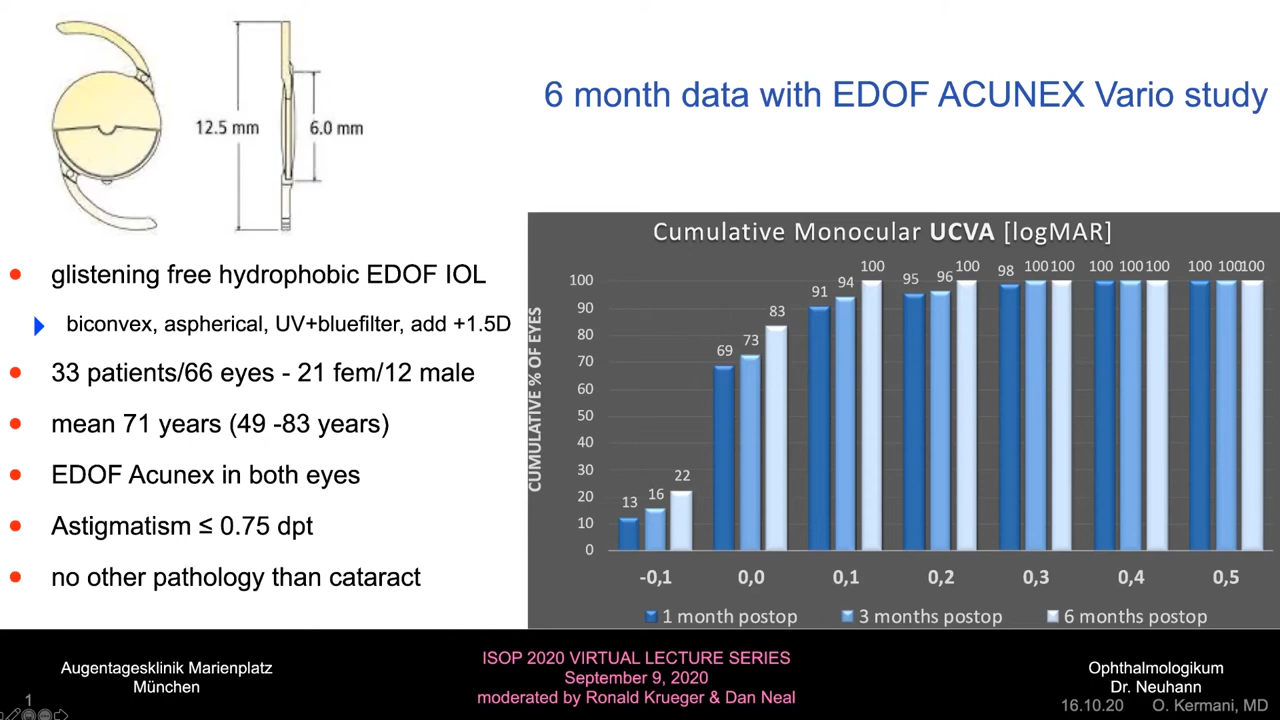 12.5 mm
6.0 mm
6 month data with EDOF ACUNEX Vario study
glistening free hydrophobic EDOF IOL
biconvex, aspherical, UV+bluefilter, add +1.5D
33 patients/66 eyes - 21 fem/12 male
mean 71 years (49 -83 years)
EDOF Acunex in both eyes
Astigmatism ≤ 0.75 dpt
no other pathology than cataract
Cumulative Monocular UCVA [logMAR]
CUMULATIVE % OF EYES
100
90
80
70
60
50
40
30
20
10
0
13 16 22
69 73 83
91 94 100
95 96 100
98 100 100
100 100 100
100 100 100
-0,1 0,0 0,1 0,2 0,3 0,4 0,5
1 month postop 3 months postop 6 months postop
Augentagesklinik Marienplatz
München
ISOP 2020 VIRTUAL LECTURE SERIES
September 9, 2020
moderated by Ronald Krueger & Dan Neal
Ophthalmologikum
Dr. Neuhann
16.10.20 O. Kermani, MD
1